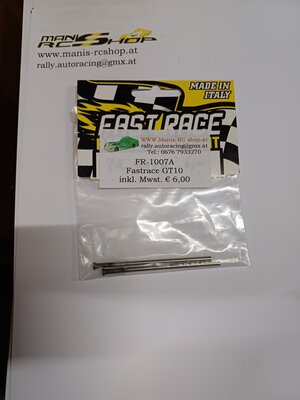 MANIS
RC SHOP
www.manis-rcshop.at
rally.autoracing@gmx.at
MADE IN
ITALY
FAST RACE
WWW.Manis-RC shop.at
rally.autoracing@gmx.at
Tel.: 0676 7933270
FR-1007A
Fastrace GT10
inkl. Mwst. € 6,00